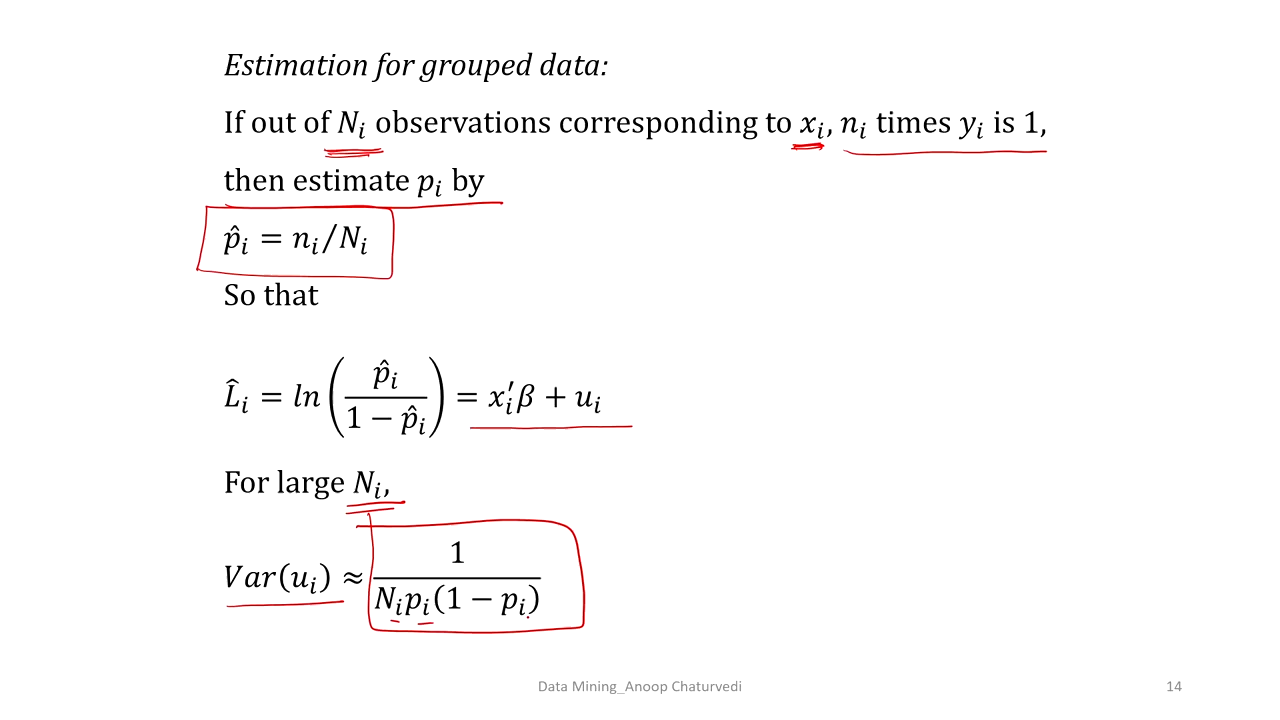 Estimation for grouped data:
If out of Nᵢ observations corresponding to xᵢ, nᵢ times yᵢ is 1,
then estimate pᵢ by
p̂ᵢ = nᵢ/Nᵢ
So that
L̂ᵢ = ln(p̂ᵢ / (1 − p̂ᵢ)) = xᵢ′β + uᵢ
For large Nᵢ,
Var(uᵢ) ≈ 1 / (Nᵢpᵢ(1 − pᵢ))
Data Mining_Anoop Chaturvedi
14